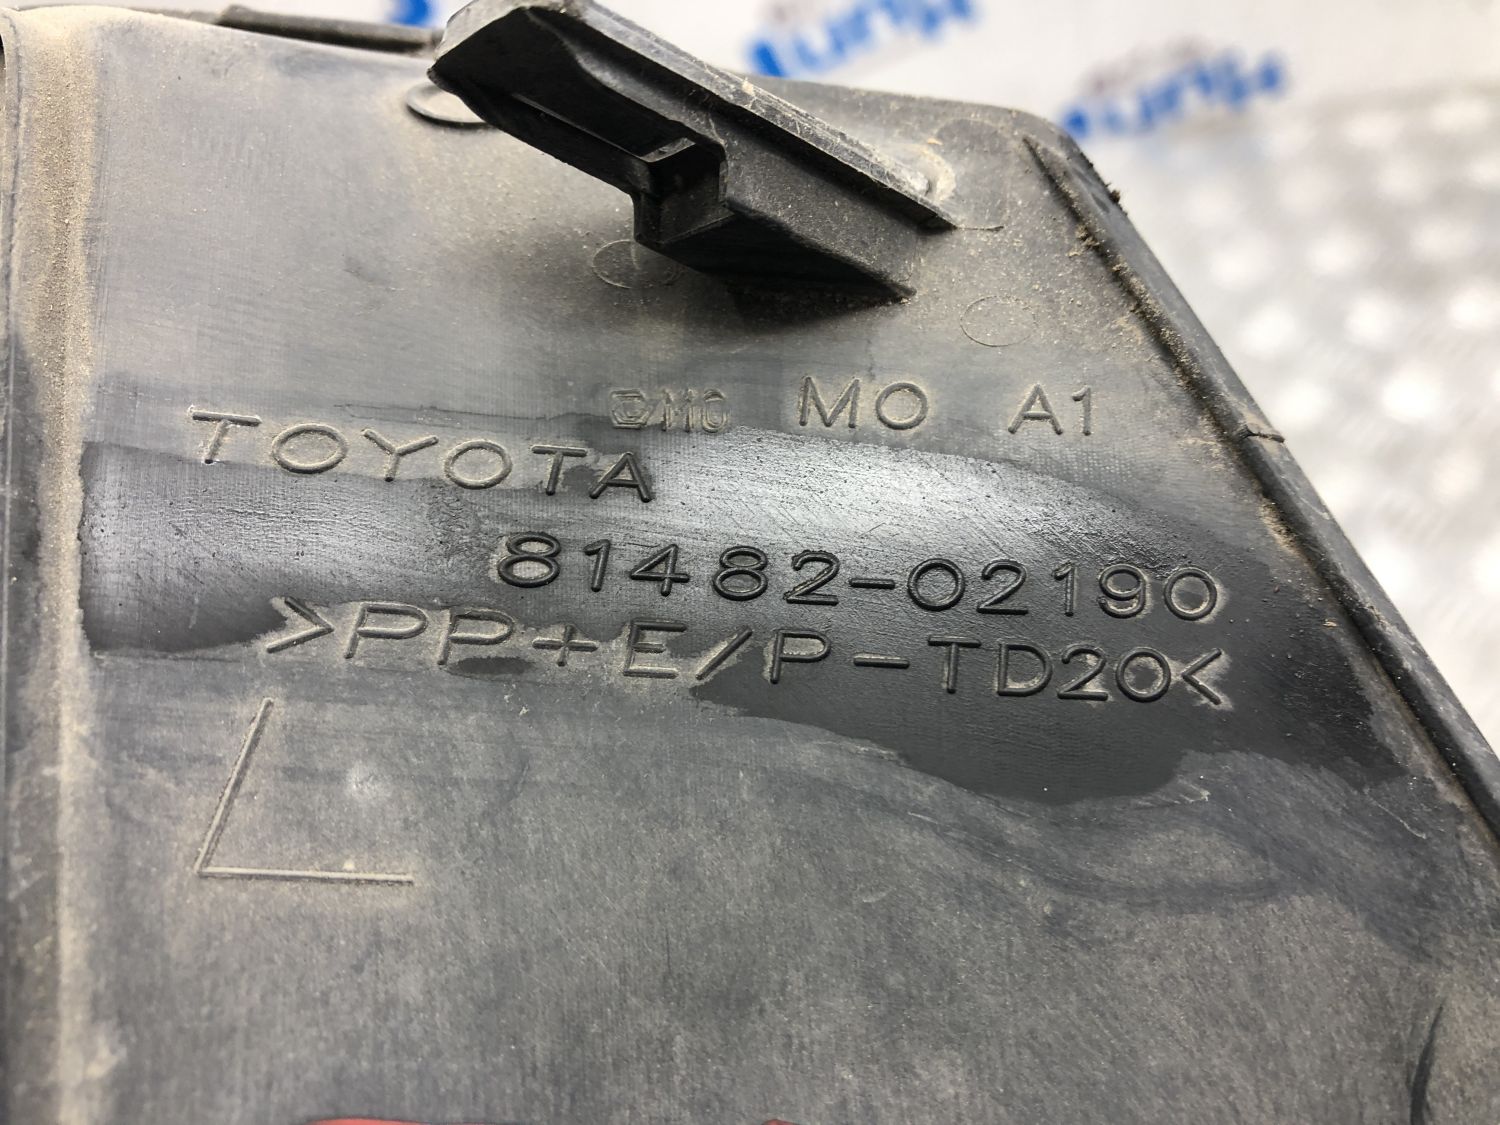 MO A1
TOYOTA
81482-02190
>PP+E/P-TD20<
L